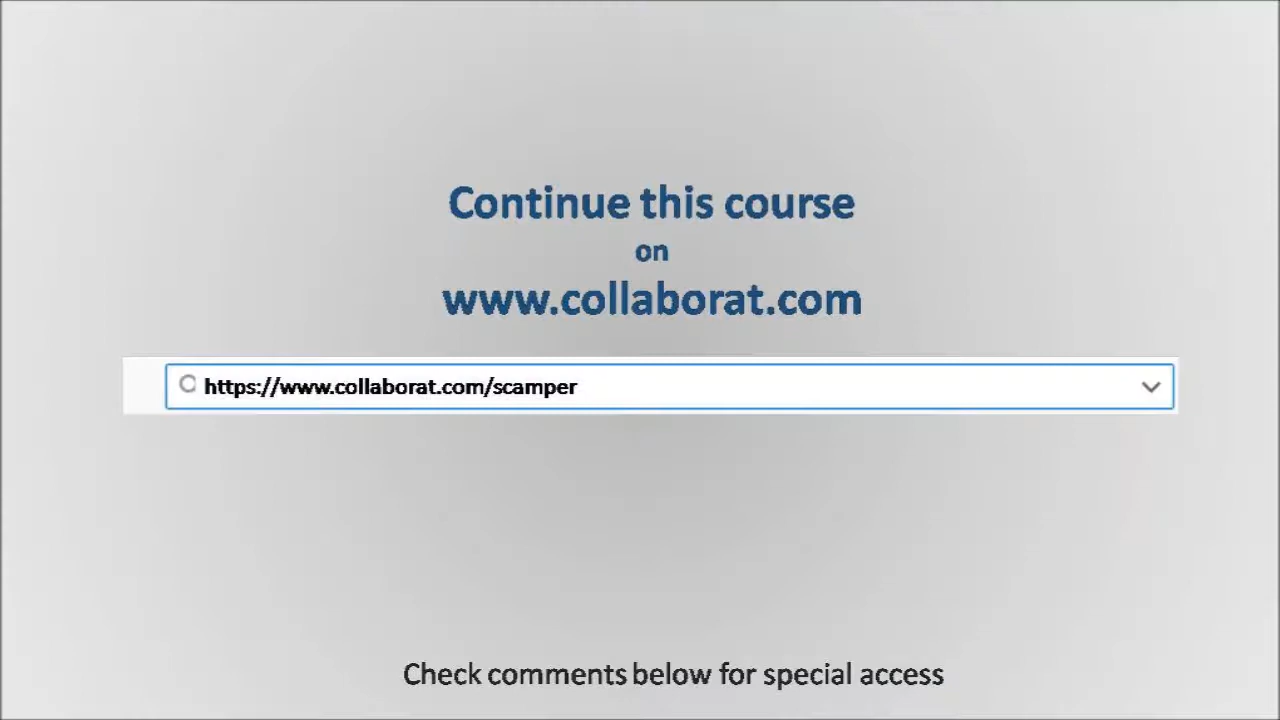 Continue this course
on
www.collaborat.com
https://www.collaborat.com/scamper
Check comments below for special access